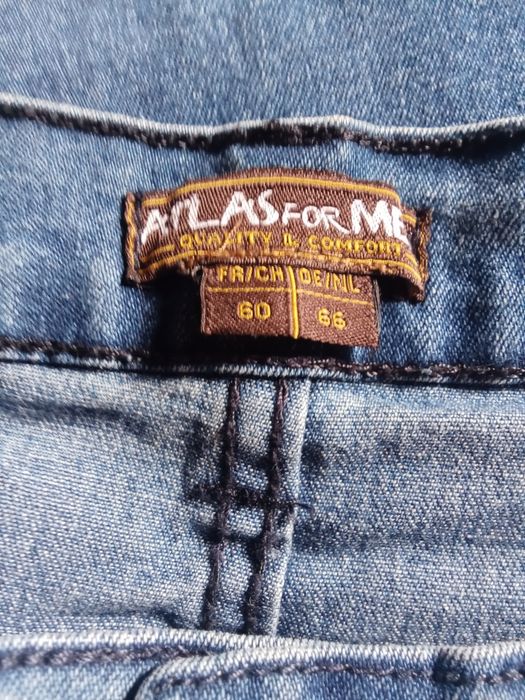 ATLAS FOR ME
QUALITY & COMFORT
FR/CH DE/NL
60 66